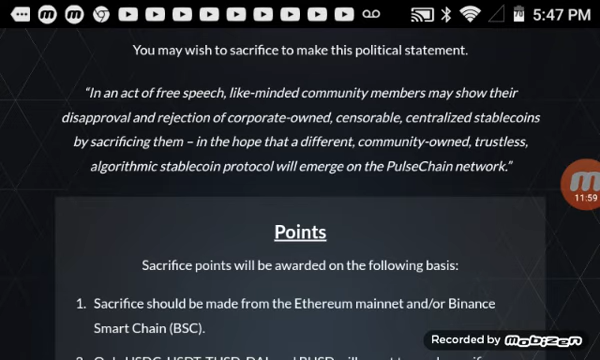 5:47 PM
You may wish to sacrifice to make this political statement.
“In an act of free speech, like-minded community members may show their
disapproval and rejection of corporate-owned, censorable, centralized stablecoins
by sacrificing them – in the hope that a different, community-owned, trustless,
algorithmic stablecoin protocol will emerge on the PulseChain network.”
11:59
Points
Sacrifice points will be awarded on the following basis:
1. Sacrifice should be made from the Ethereum mainnet and/or Binance
Smart Chain (BSC).
Recorded by mobizen